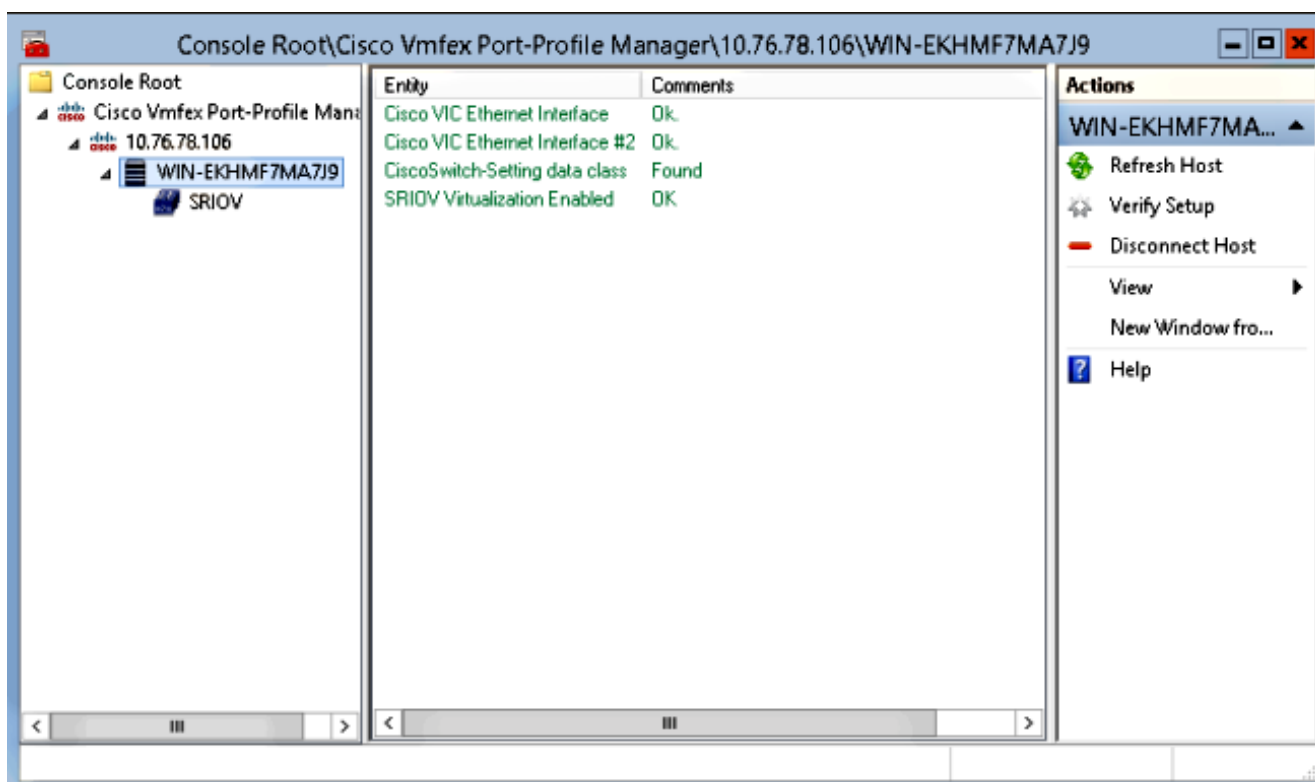 Console Root\Cisco Vmfex Port-Profile Manager\10.76.78.106\WIN-EKHMF7MA7J9
Console Root
Cisco Vmfex Port-Profile Mana
10.76.78.106
WIN-EKHMF7MA7J9
SRIOV
Entity Comments
Cisco VIC Ethernet Interface Ok.
Cisco VIC Ethernet Interface #2 Ok.
CiscoSwitch-Setting data class Found
SRIOV Virtualization Enabled OK
Actions
WIN-EKHMF7MA...
Refresh Host
Verify Setup
Disconnect Host
View
New Window fro...
Help